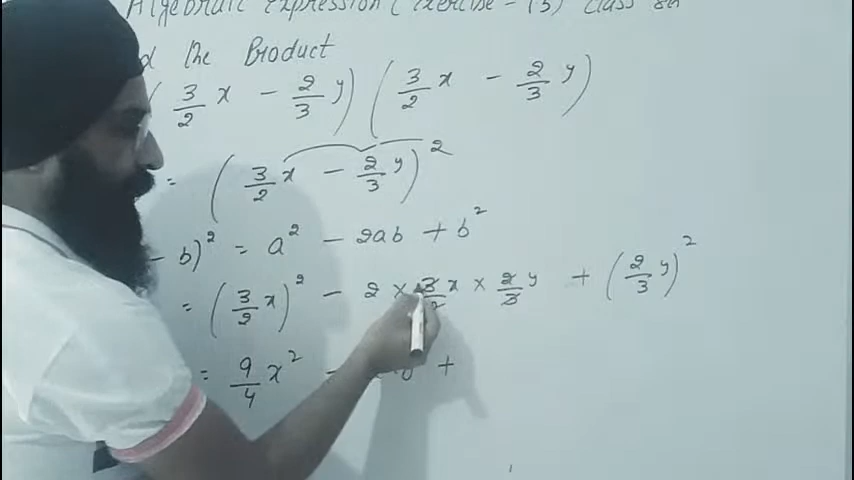 Algebraic Expression (Exercise - 13) Class 8th
the Product
( 3/2 x - 2/3 y ) ( 3/2 x - 2/3 y )
= ( 3/2 x - 2/3 y )²
- b)² = a² - 2ab + b²
= ( 3/2 x )² - 2 × 3/2 x × 2/3 y + ( 2/3 y )²
= 9/4 x² - +